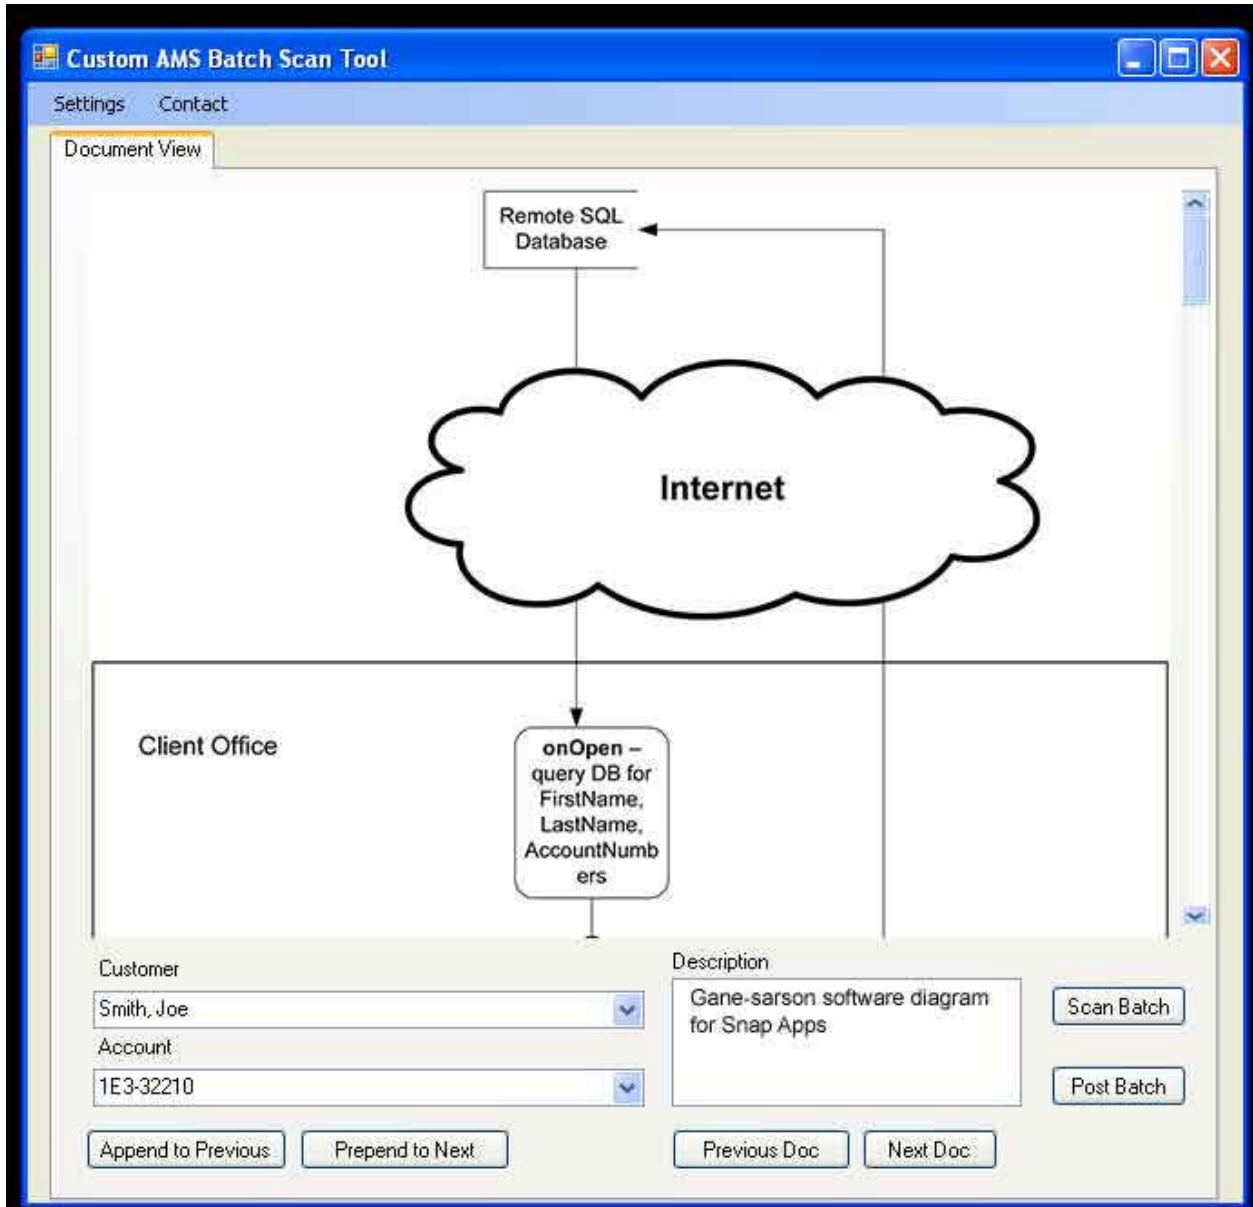 Custom AMS Batch Scan Tool
Settings Contact
Document View
Remote SQL
Database
Internet
Client Office
onOpen –
query DB for
FirstName,
LastName,
AccountNumb
ers
Customer
Smith, Joe
Account
1E3-32210
Description
Gane-sarson software diagram
for Snap Apps
Scan Batch
Post Batch
Append to Previous
Prepend to Next
Previous Doc
Next Doc